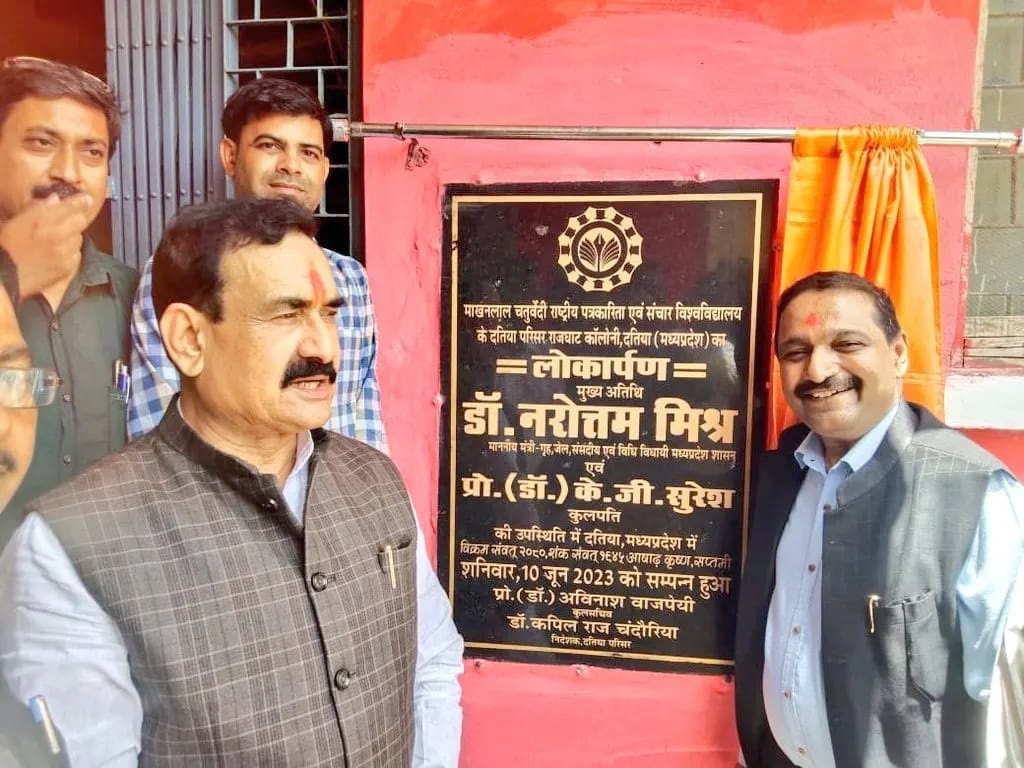 माखनलाल चतुर्वेदी राष्ट्रीय पत्रकारिता एवं संचार विश्वविद्यालय
के दतिया परिसर राजघाट कॉलोनी,दतिया (मध्यप्रदेश) का
=लोकार्पण=
मुख्य अतिथि
डॉ.नरोत्तम मिश्र
माननीय मंत्री-गृह,जेल,संसदीय एवं विधि विधायी मध्यप्रदेश शासन
एवं
प्रो.(डॉ.) के.जी.सुरेश
कुलपति
की उपस्थिति में दतिया,मध्यप्रदेश में
विक्रम संवत् २०८०,शक संवत् १९४५ आषाढ़ कृष्ण,सप्तमी
शनिवार,10 जून 2023 को सम्पन्न हुआ
प्रो.(डॉ.) अविनाश वाजपेयी
कुलसचिव
डॉ.कपिल राज चंदौरिया
निदेशक,दतिया परिसर